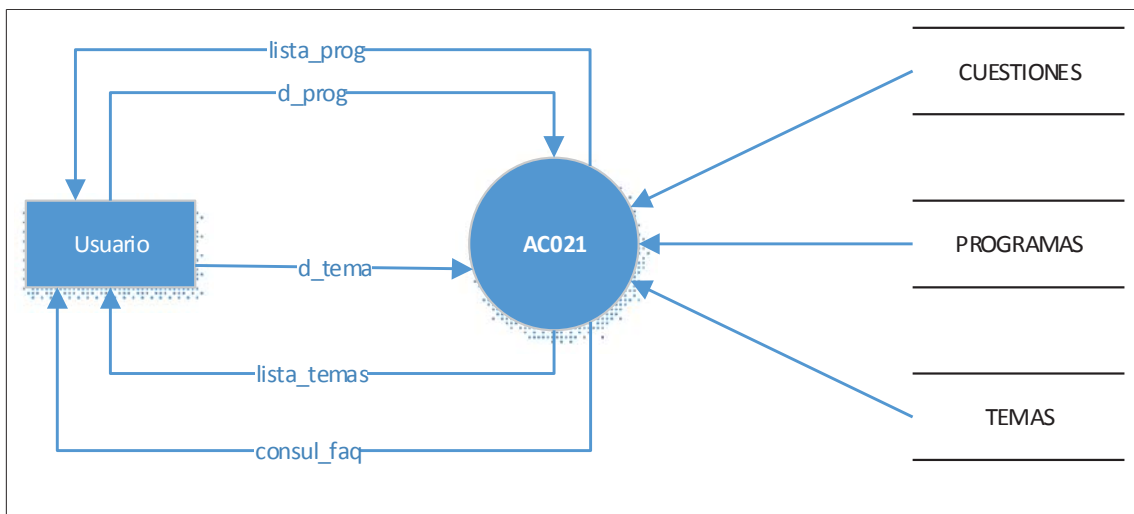 lista_prog
CUESTIONES
d_prog
Usuario
AC021
PROGRAMAS
d_tema
lista_temas
TEMAS
consul_faq